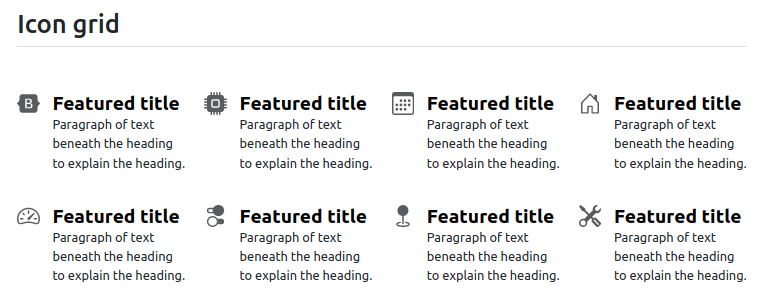 Icon grid
B
Featured title
Paragraph of text
beneath the heading
to explain the heading.
Featured title
Paragraph of text
beneath the heading
to explain the heading.
Featured title
Paragraph of text
beneath the heading
to explain the heading.
Featured title
Paragraph of text
beneath the heading
to explain the heading.
Featured title
Paragraph of text
beneath the heading
to explain the heading.
Featured title
Paragraph of text
beneath the heading
to explain the heading.
Featured title
Paragraph of text
beneath the heading
to explain the heading.
Featured title
Paragraph of text
beneath the heading
to explain the heading.